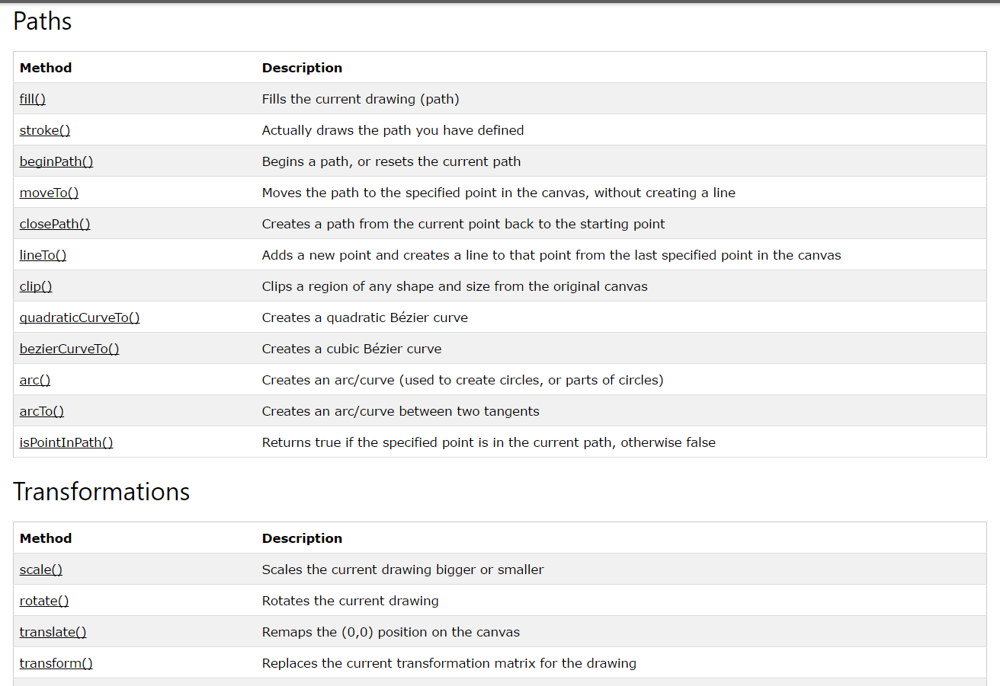 Paths
Method Description
fill() Fills the current drawing (path)
stroke() Actually draws the path you have defined
beginPath() Begins a path, or resets the current path
moveTo() Moves the path to the specified point in the canvas, without creating a line
closePath() Creates a path from the current point back to the starting point
lineTo() Adds a new point and creates a line to that point from the last specified point in the canvas
clip() Clips a region of any shape and size from the original canvas
quadraticCurveTo() Creates a quadratic Bézier curve
bezierCurveTo() Creates a cubic Bézier curve
arc() Creates an arc/curve (used to create circles, or parts of circles)
arcTo() Creates an arc/curve between two tangents
isPointInPath() Returns true if the specified point is in the current path, otherwise false
Transformations
Method Description
scale() Scales the current drawing bigger or smaller
rotate() Rotates the current drawing
translate() Remaps the (0,0) position on the canvas
transform() Replaces the current transformation matrix for the drawing